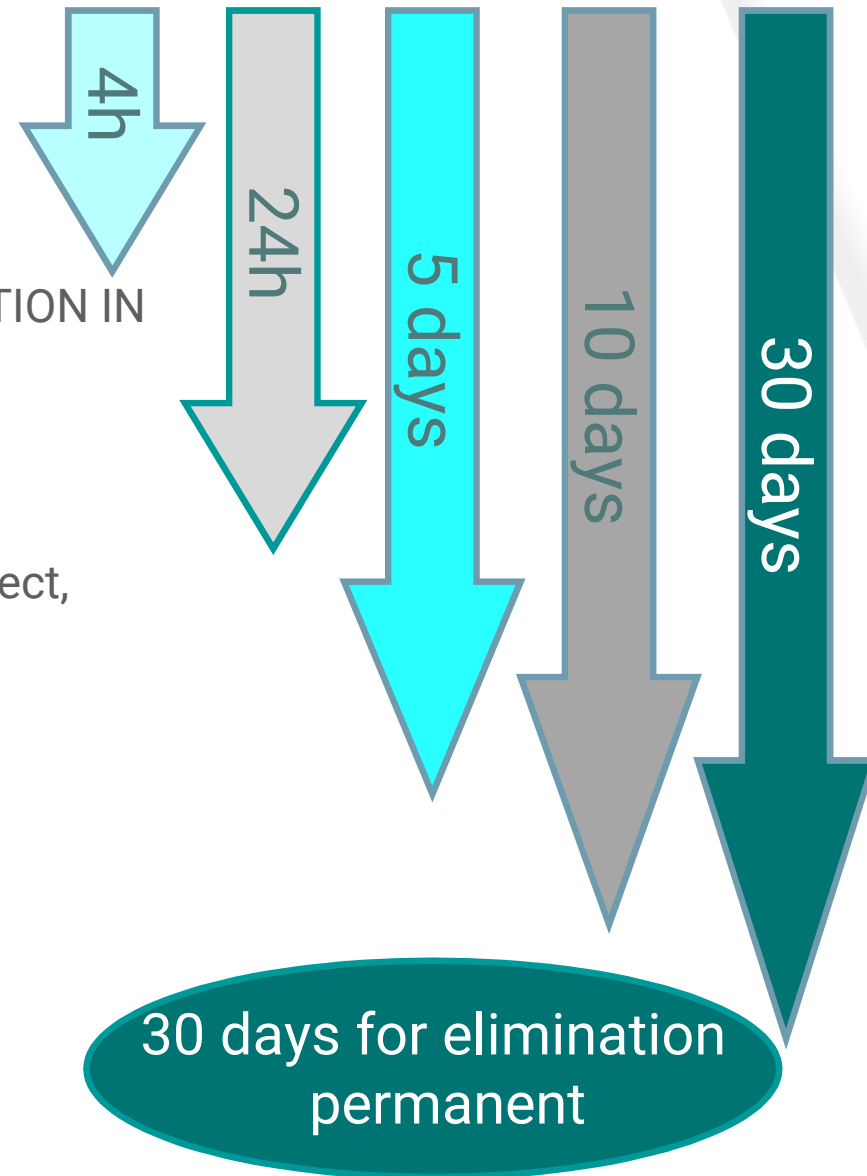 4h
24h
5 days
10 days
30 days
TION IN
ect,
30 days for elimination
permanent